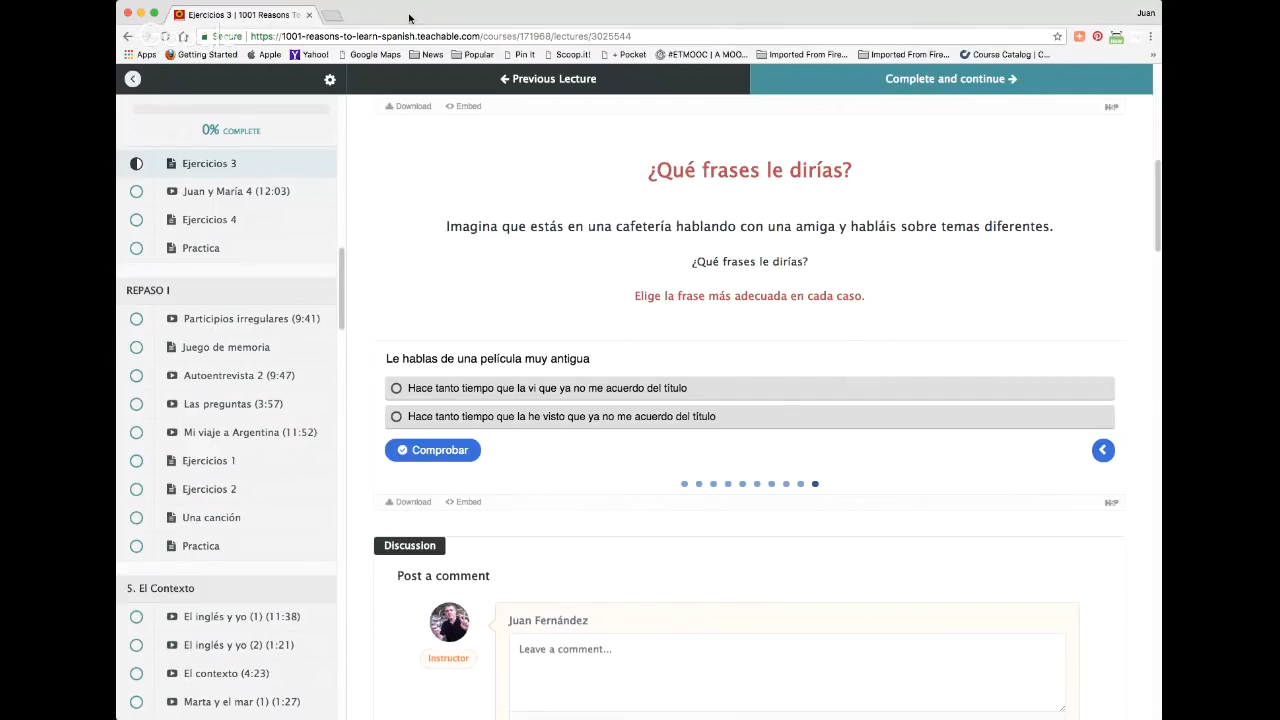 Ejercicios 3 | 1001 Reasons To
Juan
Secure https://1001-reasons-to-learn-spanish.teachable.com/courses/171968/lectures/3025544
Apps Getting Started Apple Yahoo! Google Maps News Popular Pin It Scoop.it! + Pocket #ETMOOC | A MOO... Imported From Fire... Imported From Fire... Course Catalog | C...
← Previous Lecture
Complete and continue →
0% COMPLETE
Ejercicios 3
Juan y María 4 (12:03)
Ejercicios 4
Practica
REPASO I
Participios irregulares (9:41)
Juego de memoria
Autoentrevista 2 (9:47)
Las preguntas (3:57)
Mi viaje a Argentina (11:52)
Ejercicios 1
Ejercicios 2
Una canción
Practica
5. El Contexto
El inglés y yo (1) (11:38)
El inglés y yo (2) (1:21)
El contexto (4:23)
Marta y el mar (1) (1:27)
Download <> Embed H5P
¿Qué frases le dirías?
Imagina que estás en una cafetería hablando con una amiga y habláis sobre temas diferentes.
¿Qué frases le dirías?
Elige la frase más adecuada en cada caso.
Le hablas de una película muy antigua
Hace tanto tiempo que la vi que ya no me acuerdo del título
Hace tanto tiempo que la he visto que ya no me acuerdo del título
Comprobar
Download <> Embed H5P
Discussion
Post a comment
Juan Fernández
Instructor
Leave a comment...